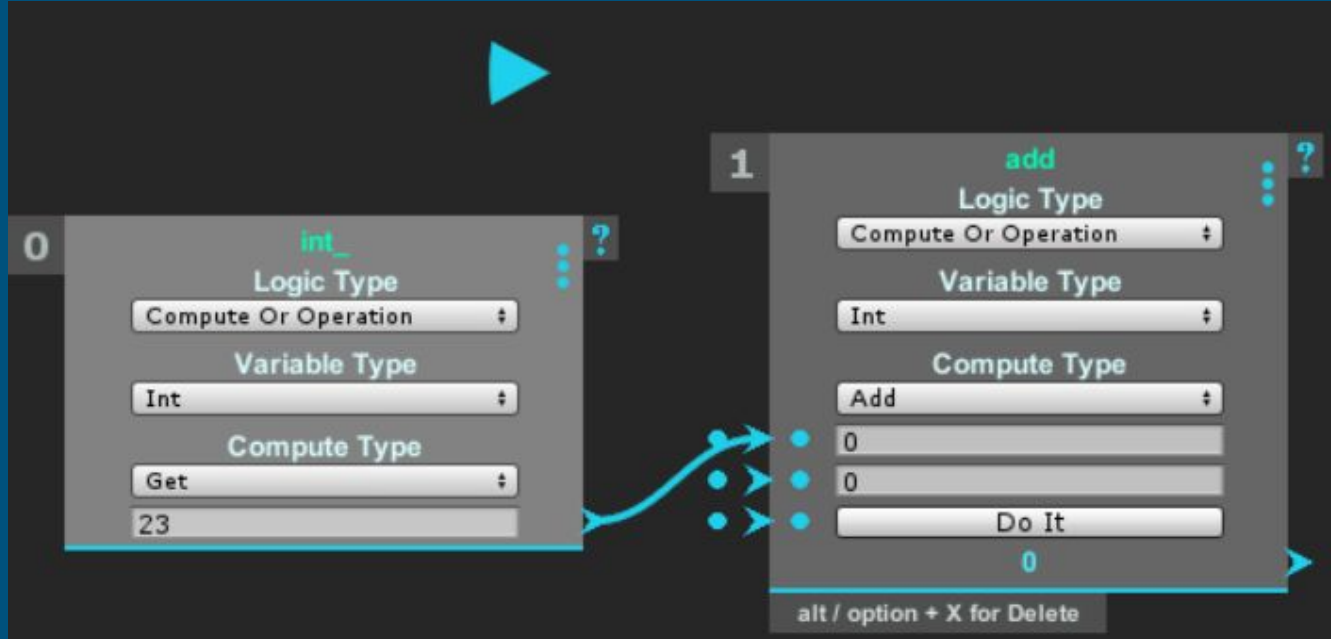 0
int_
?
Logic Type
Compute Or Operation
Variable Type
Int
Compute Type
Get
23
1
add
?
Logic Type
Compute Or Operation
Variable Type
Int
Compute Type
Add
0
0
Do It
0
alt / option + X for Delete